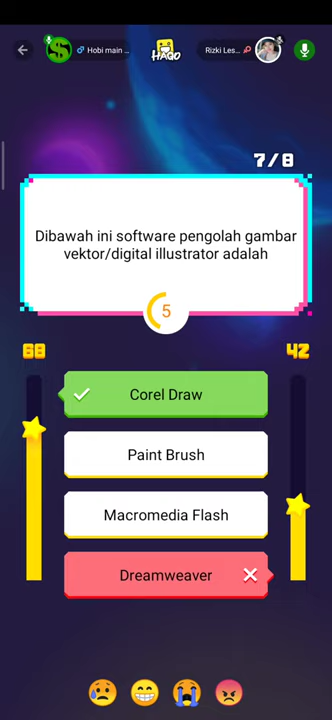 Hobi main ...
HAGO
Rizki Les...
7/8
Dibawah ini software pengolah gambar
vektor/digital illustrator adalah
5
68
42
Corel Draw
Paint Brush
Macromedia Flash
Dreamweaver